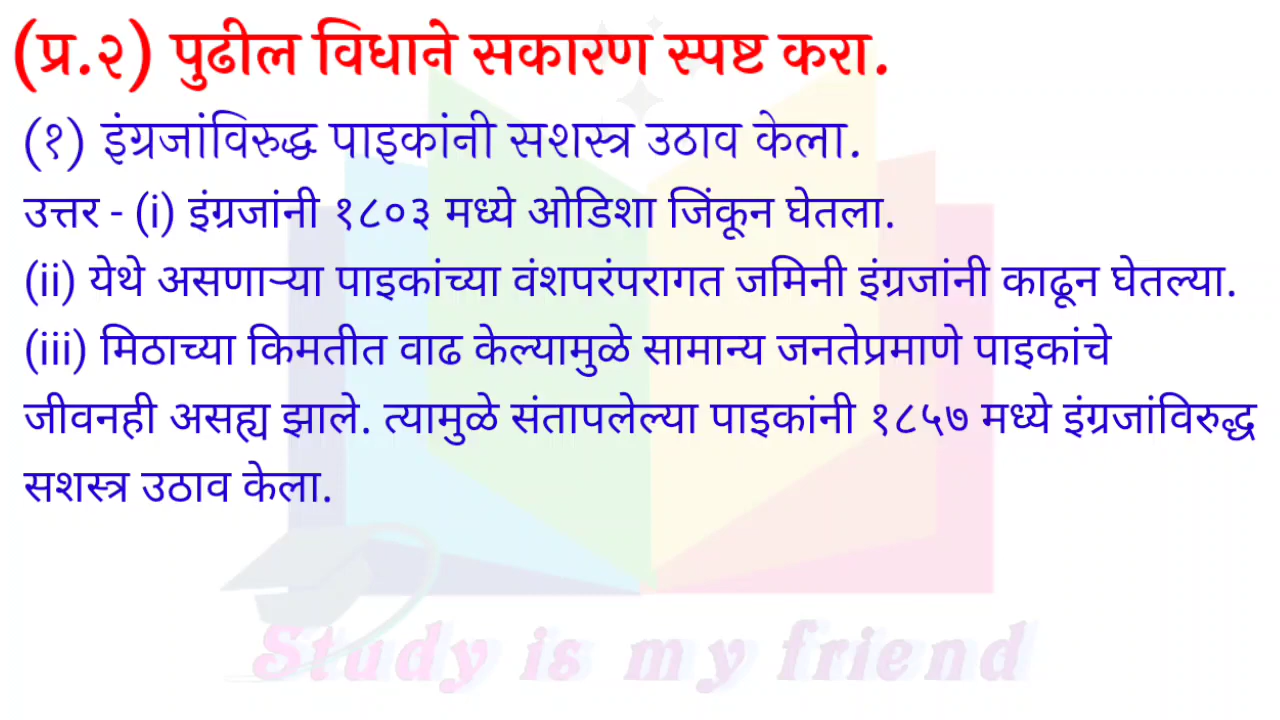 (प्र.२) पुढील विधाने सकारण स्पष्ट करा.
(१) इंग्रजांविरुद्ध पाइकांनी सशस्त्र उठाव केला.
उत्तर - (i) इंग्रजांनी १८०३ मध्ये ओडिशा जिंकून घेतला.
(ii) येथे असणाऱ्या पाइकांच्या वंशपरंपरागत जमिनी इंग्रजांनी काढून घेतल्या.
(iii) मिठाच्या किमतीत वाढ केल्यामुळे सामान्य जनतेप्रमाणे पाइकांचे
जीवनही असह्य झाले. त्यामुळे संतापलेल्या पाइकांनी १८५७ मध्ये इंग्रजांविरुद्ध
सशस्त्र उठाव केला.
Study is my friend